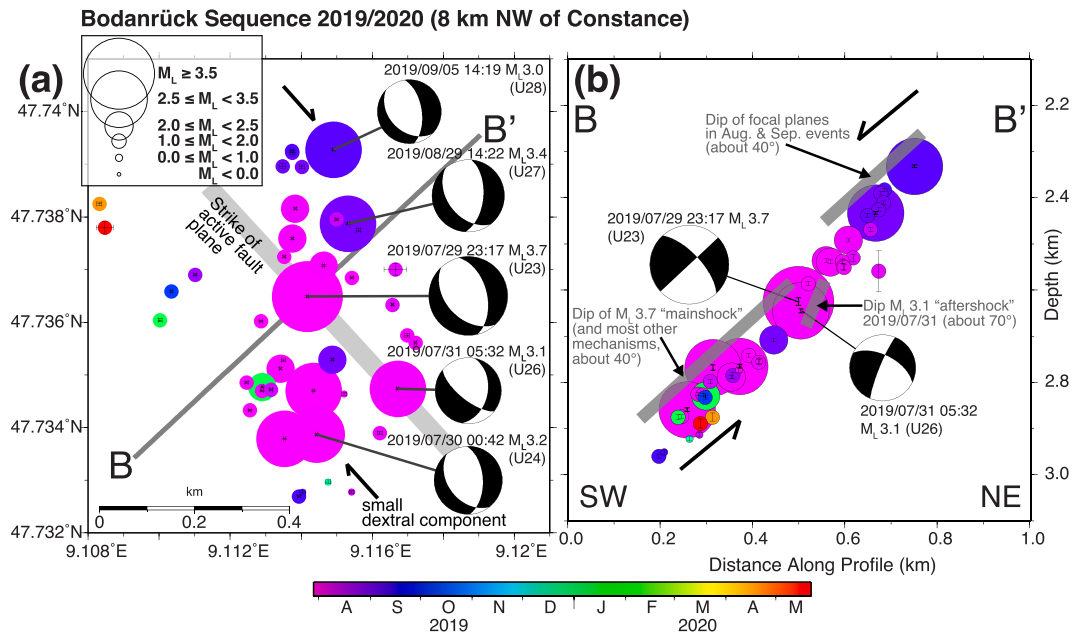 Bodanrück Sequence 2019/2020 (8 km NW of Constance)
(a)
M_L ≥ 3.5
2.5 ≤ M_L < 3.5
2.0 ≤ M_L < 2.5
1.0 ≤ M_L < 2.0
0.0 ≤ M_L < 1.0
M_L < 0.0
2019/09/05 14:19 M_L3.0
(U28)
B'
2019/08/29 14:22 M_L3.4
(U27)
Strike of
active fault
plane
2019/07/29 23:17 M_L3.7
(U23)
2019/07/31 05:32 M_L3.1
(U26)
2019/07/30 00:42 M_L3.2
(U24)
B
small
dextral component
km
0 0.2 0.4
47.74°N
47.738°N
47.736°N
47.734°N
47.732°N
9.108°E 9.112°E 9.116°E 9.12°E
(b)
B
B'
Dip of focal planes
in Aug. & Sep. events
(about 40°)
2019/07/29 23:17 M_L3.7
(U23)
Dip of M_L 3.7 “mainshock”
(and most other
mechanisms,
about 40°)
Dip M_L 3.1 “aftershock”
2019/07/31 (about 70°)
2019/07/31 05:32
M_L 3.1 (U26)
SW
NE
2.2
2.4
2.6
2.8
3.0
Depth (km)
0.0 0.2 0.4 0.6 0.8 1.0
Distance Along Profile (km)
A S O N D J F M A M
2019 2020